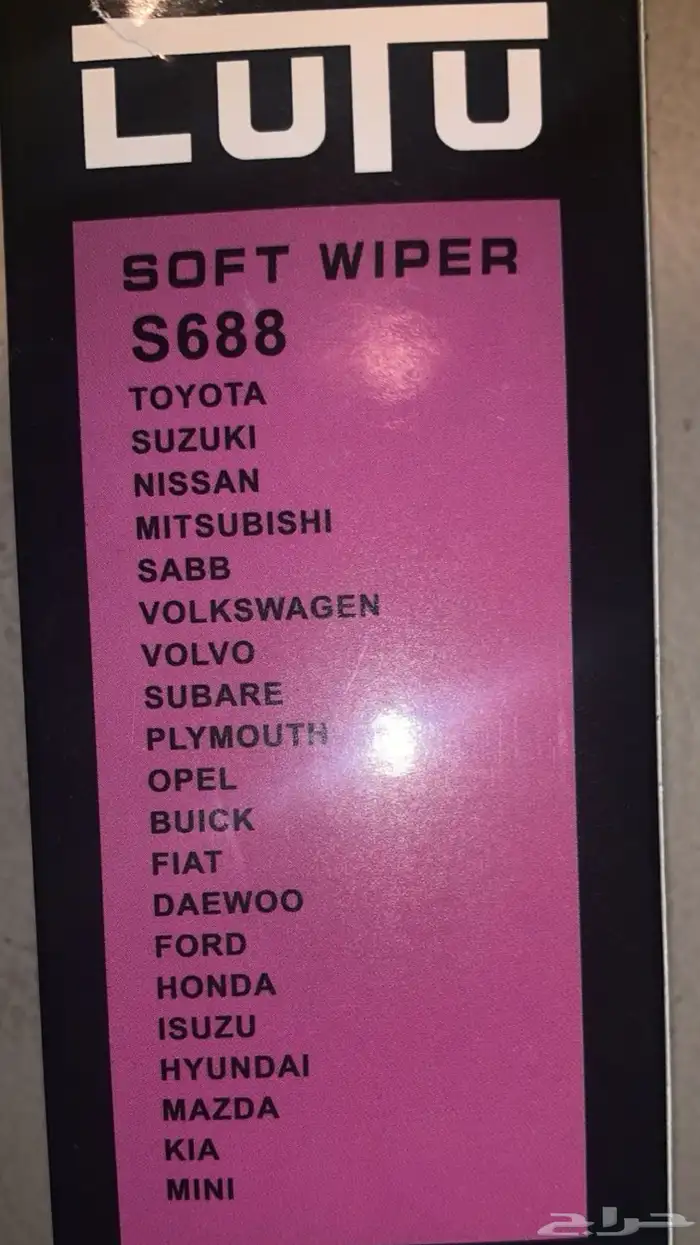 LUTU
SOFT WIPER
S688
TOYOTA
SUZUKI
NISSAN
MITSUBISHI
SABB
VOLKSWAGEN
VOLVO
SUBARE
PLYMOUTH
OPEL
BUICK
FIAT
DAEWOO
FORD
HONDA
ISUZU
HYUNDAI
MAZDA
KIA
MINI
حراج